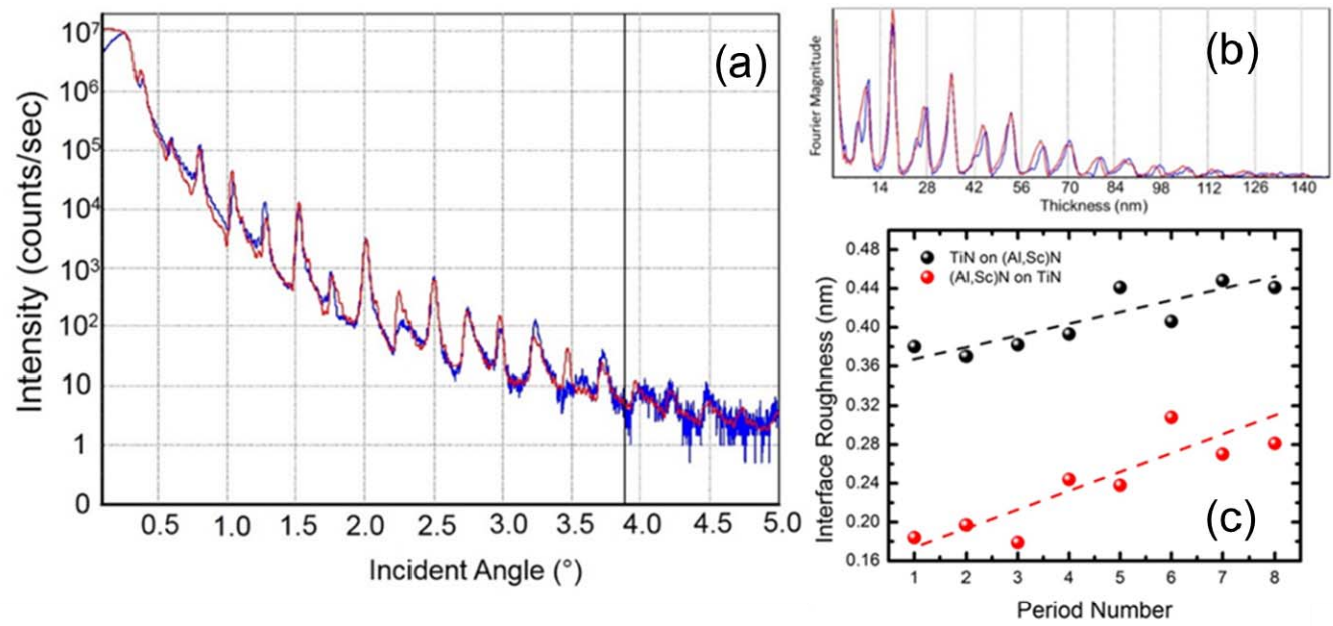 (a)
Intensity (counts/sec)
10⁷
10⁶
10⁵
10⁴
10³
10²
10
1
0
0.5 1.0 1.5 2.0 2.5 3.0 3.5 4.0 4.5 5.0
Incident Angle (°)
(b)
Fourier Magnitude
14 28 42 56 70 84 98 112 126 140
Thickness (nm)
(c)
Interface Roughness (nm)
0.48
0.44
0.40
0.36
0.32
0.28
0.24
0.20
0.16
TiN on (Al,Sc)N
(Al,Sc)N on TiN
1 2 3 4 5 6 7 8
Period Number